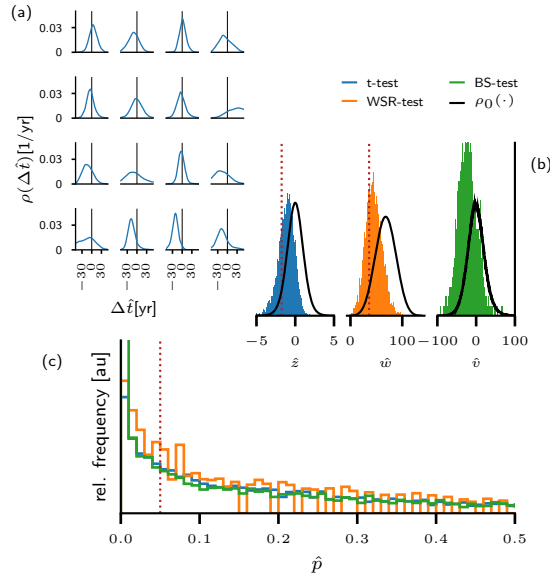 (a)
0.03
0
0.03
0
0.03
0
0.03
0
ρ(Δt̂)[1/yr]
−30 0 30 −30 0 30 −30 0 30 −30 0 30
Δt̂[yr]
t-test
WSR-test
BS-test
ρ₀(·)
(b)
−5 0 5
ẑ
0 100
ŵ
−100 0 100
v̂
(c)
rel. frequency [au]
0.0 0.1 0.2 0.3 0.4 0.5
p̂